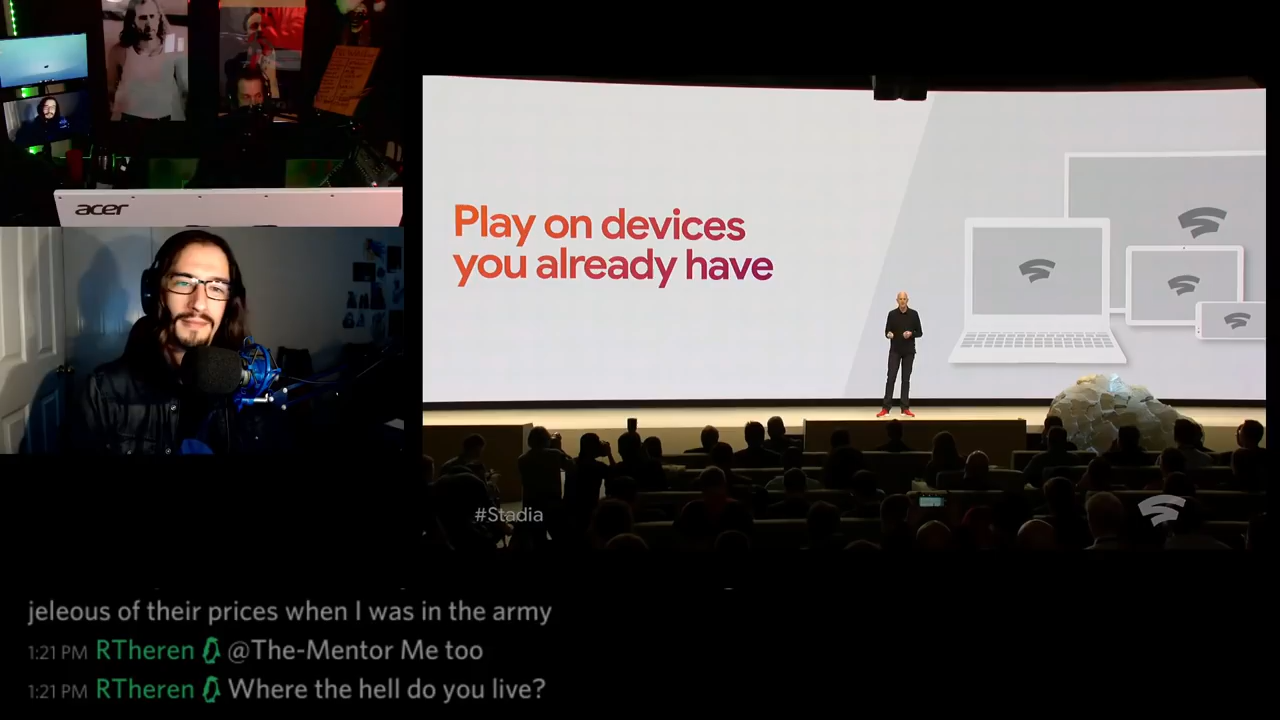 acer
Play on devices
you already have
#Stadia
jeleous of their prices when I was in the army
1:21 PM RTheren @The-Mentor Me too
1:21 PM RTheren Where the hell do you live?